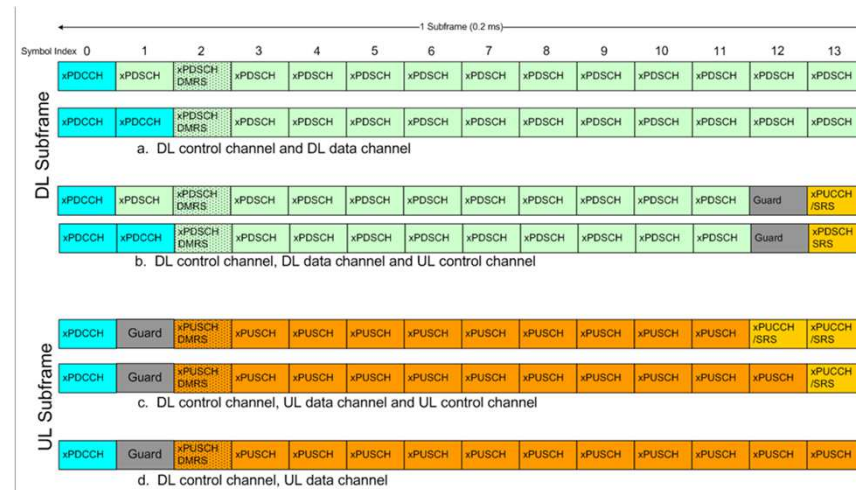 1 Subframe (0.2 ms)
Symbol Index 0 1 2 3 4 5 6 7 8 9 10 11 12 13
DL Subframe
xPDCCH xPDSCH xPDSCH DMRS xPDSCH xPDSCH xPDSCH xPDSCH xPDSCH xPDSCH xPDSCH xPDSCH xPDSCH xPDSCH xPDSCH
xPDCCH xPDCCH xPDSCH DMRS xPDSCH xPDSCH xPDSCH xPDSCH xPDSCH xPDSCH xPDSCH xPDSCH xPDSCH xPDSCH xPDSCH
a. DL control channel and DL data channel
xPDCCH xPDSCH xPDSCH DMRS xPDSCH xPDSCH xPDSCH xPDSCH xPDSCH xPDSCH xPDSCH xPDSCH xPDSCH Guard xPUCCH /SRS
xPDCCH xPDCCH xPDSCH DMRS xPDSCH xPDSCH xPDSCH xPDSCH xPDSCH xPDSCH xPDSCH xPDSCH xPDSCH Guard xPDSCH SRS
b. DL control channel, DL data channel and UL control channel
UL Subframe
xPDCCH Guard xPUSCH DMRS xPUSCH xPUSCH xPUSCH xPUSCH xPUSCH xPUSCH xPUSCH xPUSCH xPUSCH xPUCCH /SRS xPUCCH /SRS
xPDCCH Guard xPUSCH DMRS xPUSCH xPUSCH xPUSCH xPUSCH xPUSCH xPUSCH xPUSCH xPUSCH xPUSCH xPUSCH xPUCCH /SRS
c. DL control channel, UL data channel and UL control channel
xPDCCH Guard xPUSCH DMRS xPUSCH xPUSCH xPUSCH xPUSCH xPUSCH xPUSCH xPUSCH xPUSCH xPUSCH xPUSCH xPUSCH
d. DL control channel, UL data channel